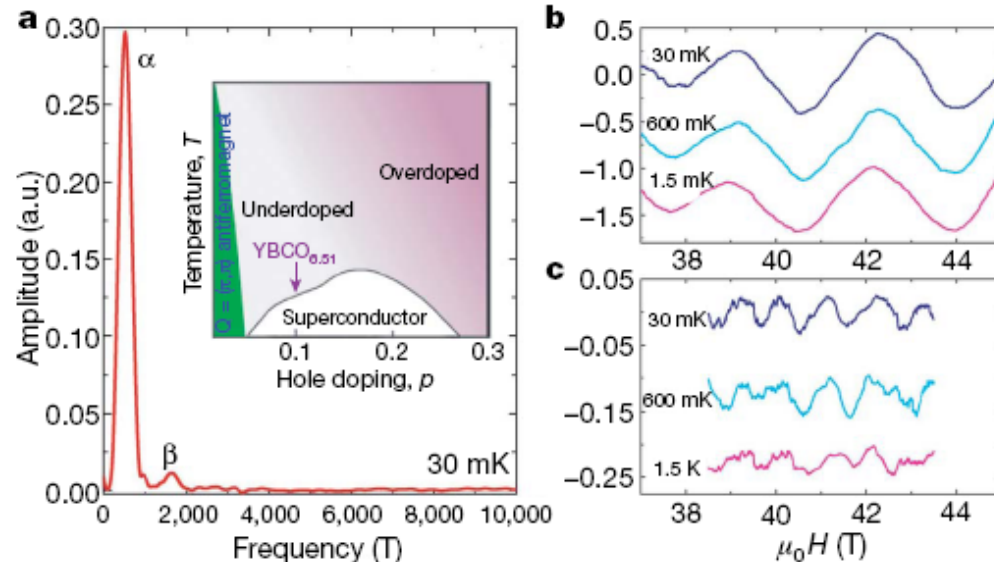 a
0.30
0.25
0.20
0.15
0.10
0.05
0.00
Amplitude (a.u.)
α
β
30 mK
0 2,000 4,000 6,000 8,000 10,000
Frequency (T)
Temperature, T
Q = (π,π) antiferromagnet
Underdoped
Overdoped
YBCO6.51
Superconductor
0.1 0.2 0.3
Hole doping, p
b
0.5
0.0
−0.5
−1.0
−1.5
30 mK
600 mK
1.5 mK
38 40 42 44
c
0.05
−0.05
−0.15
−0.25
30 mK
600 mK
1.5 K
38 40 42 44
μ0H (T)